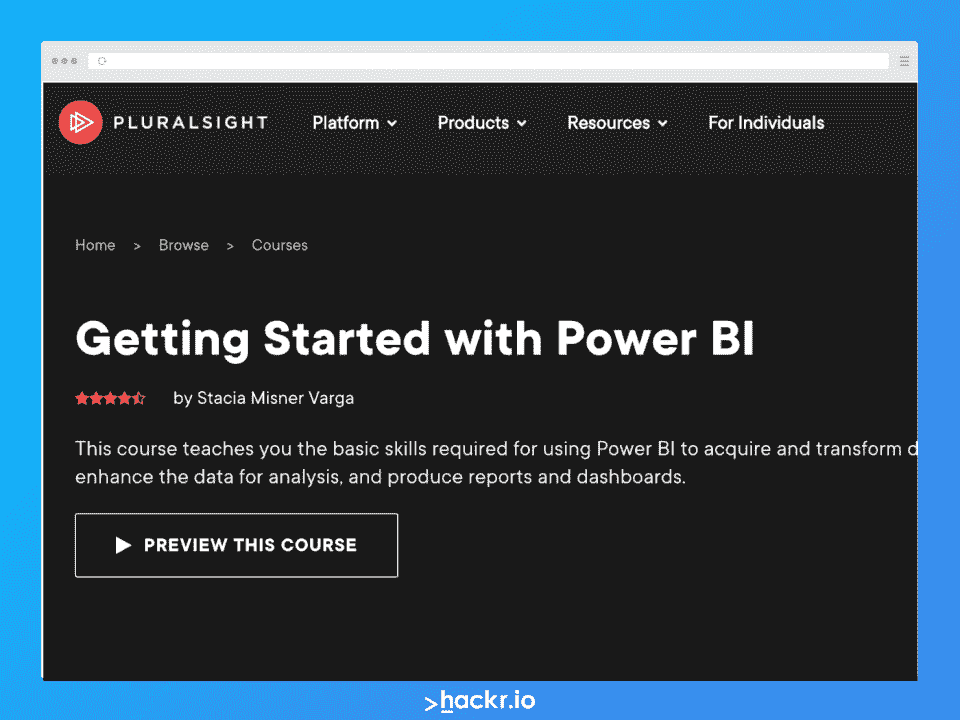 PLURALSIGHT Platform Products Resources For Individuals
Home > Browse > Courses
Getting Started with Power BI
by Stacia Misner Varga
This course teaches you the basic skills required for using Power BI to acquire and transform d
enhance the data for analysis, and produce reports and dashboards.
PREVIEW THIS COURSE
>hackr.io